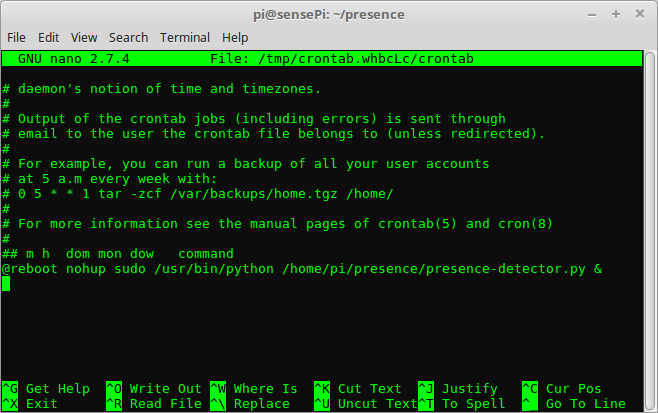 pi@sensePi: ~/presence
File Edit View Search Terminal Help
GNU nano 2.7.4 File: /tmp/crontab.whbcLc/crontab
# daemon's notion of time and timezones.
#
# Output of the crontab jobs (including errors) is sent through
# email to the user the crontab file belongs to (unless redirected).
#
# For example, you can run a backup of all your user accounts
# at 5 a.m every week with:
# 0 5 * * 1 tar -zcf /var/backups/home.tgz /home/
#
# For more information see the manual pages of crontab(5) and cron(8)
#
## m h  dom mon dow   command
@reboot nohup sudo /usr/bin/python /home/pi/presence/presence-detector.py &
^G Get Help ^O Write Out ^W Where Is ^K Cut Text ^J Justify ^C Cur Pos
^X Exit ^R Read File ^\ Replace ^U Uncut Text ^T To Spell ^_ Go To Line